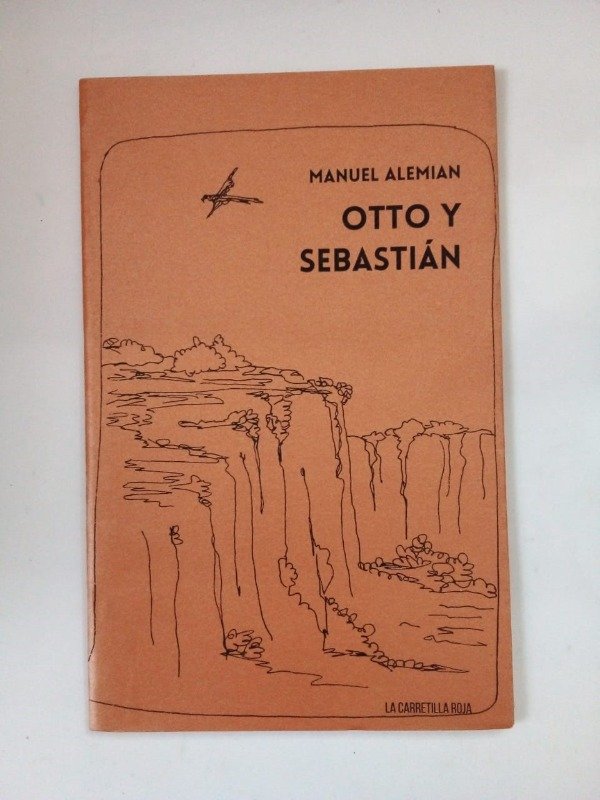 MANUEL ALEMIAN
OTTO Y
SEBASTIÁN
LA CARRETILLA ROJA